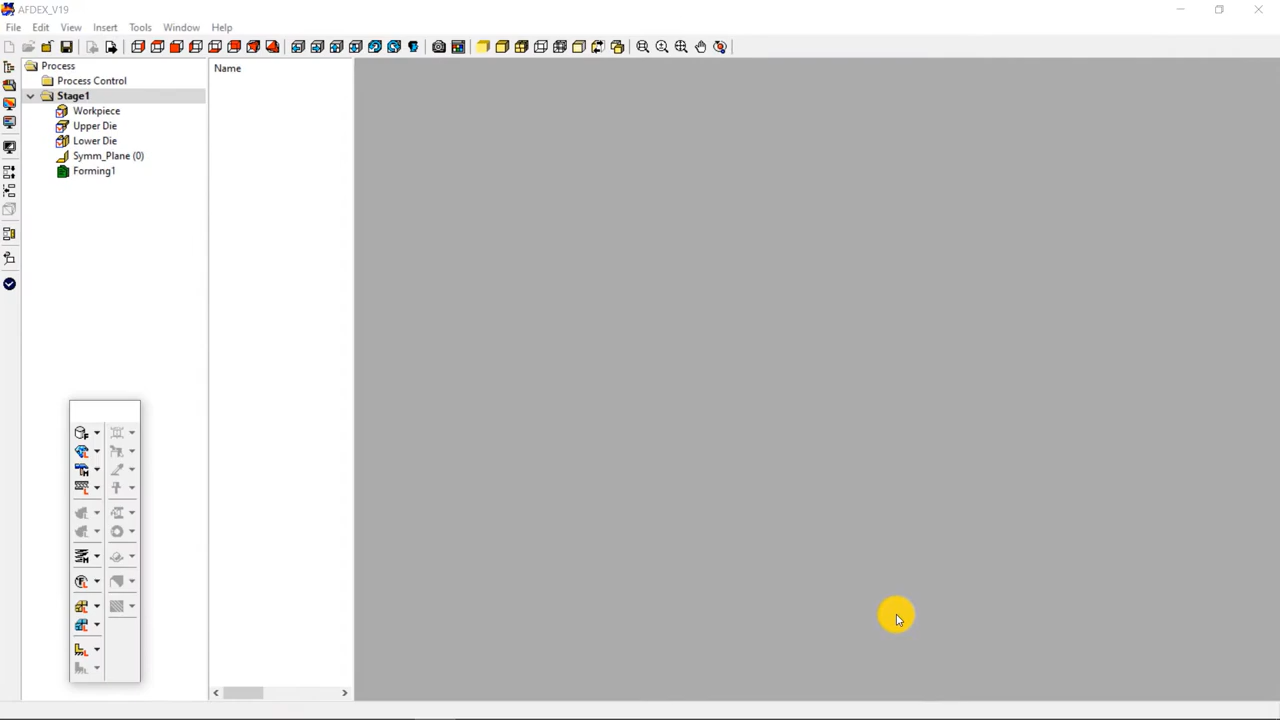 AFDEX_V19
File Edit View Insert Tools Window Help
Process
Process Control
Stage1
Workpiece
Upper Die
Lower Die
Symm_Plane (0)
Forming1
Name